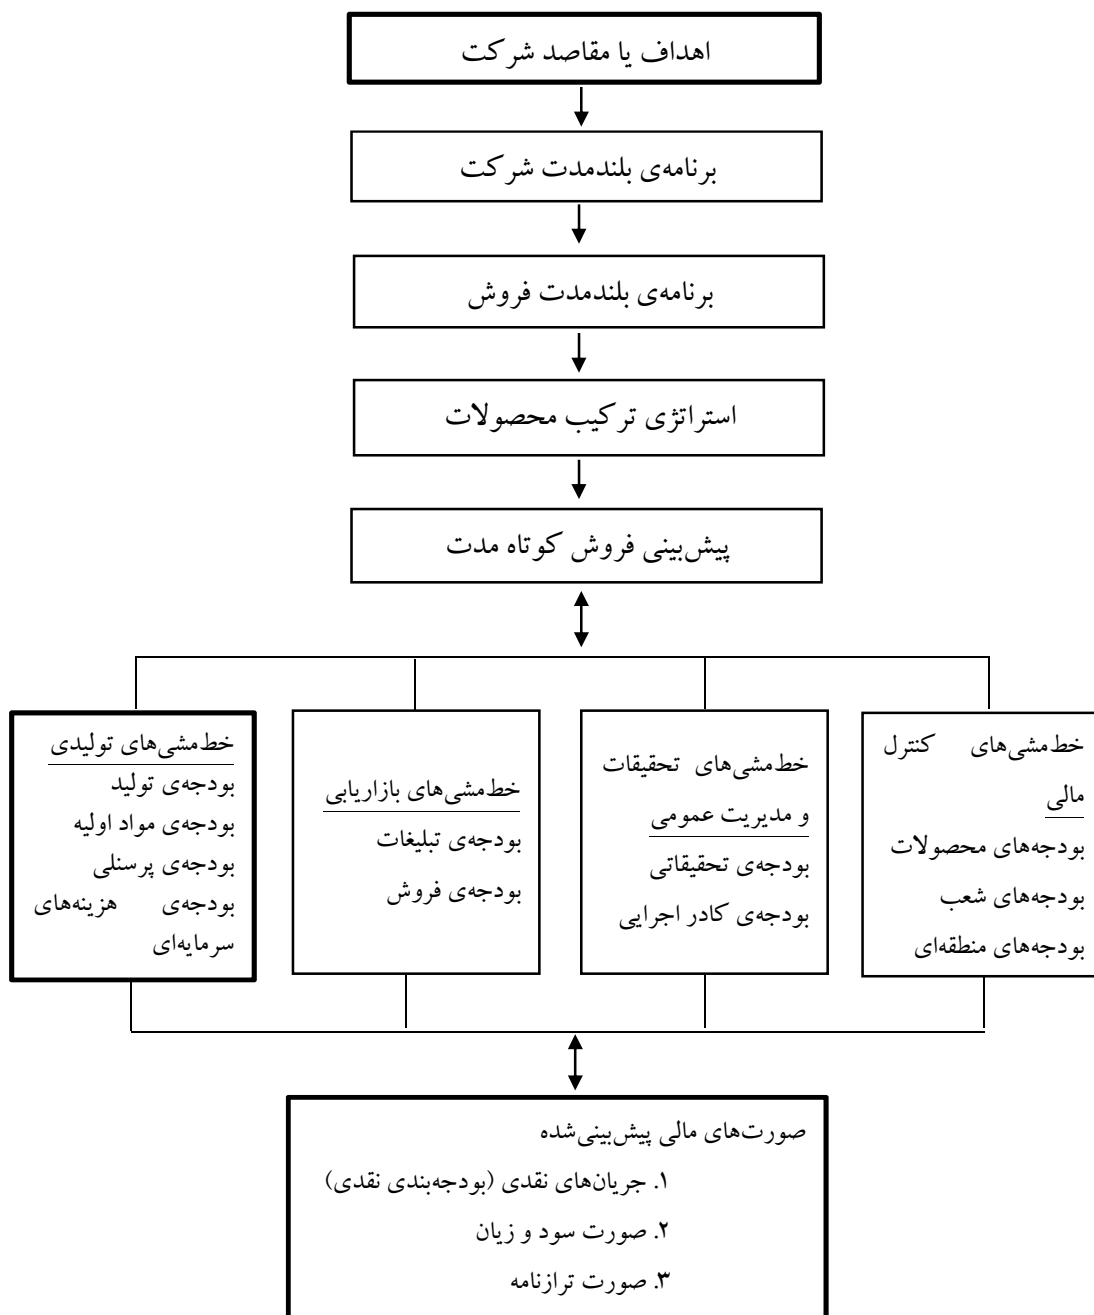 اهداف یا مقاصد شرکت
برنامه‌ی بلندمدت شرکت
برنامه‌ی بلندمدت فروش
استراتژی ترکیب محصولات
پیش‌بینی فروش کوتاه مدت
خط‌مشی‌های کنترل
مالی
بودجه‌های محصولات
بودجه‌های شعب
بودجه‌های منطقه‌ای
خط‌مشی‌های تحقیقات
و مدیریت عمومی
بودجه‌ی تحقیقاتی
بودجه‌ی کادر اجرایی
خط‌مشی‌های بازاریابی
بودجه‌ی تبلیغات
بودجه‌ی فروش
خط‌مشی‌های تولیدی
بودجه‌ی تولید
بودجه‌ی مواد اولیه
بودجه‌ی پرسنلی
بودجه‌ی هزینه‌های
سرمایه‌ای
صورت‌های مالی پیش‌بینی‌شده
۱. جریان‌های نقدی (بودجه‌بندی نقدی)
۲. صورت سود و زیان
۳. صورت ترازنامه